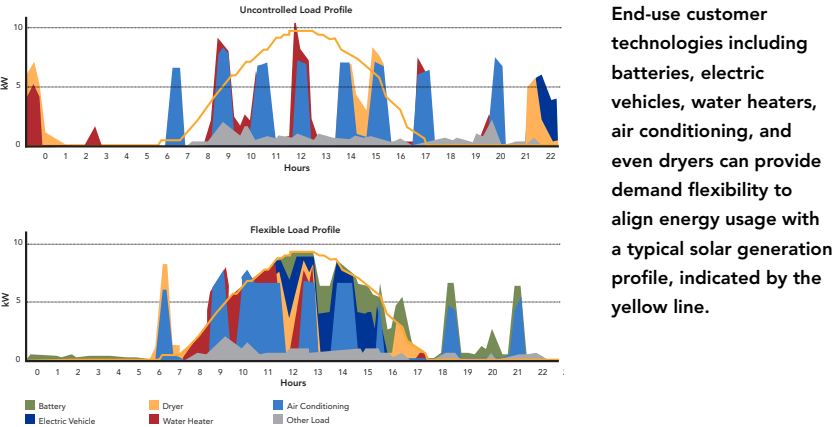 Uncontrolled Load Profile
10
5
0
kW
0 1 2 3 4 5 6 7 8 9 10 11 12 13 14 15 16 17 18 19 20 21 22
Hours
Flexible Load Profile
10
5
0
kW
0 1 2 3 4 5 6 7 8 9 10 11 12 13 14 15 16 17 18 19 20 21 22
Hours
Battery Dryer Air Conditioning
Electric Vehicle Water Heater Other Load
End-use customer
technologies including
batteries, electric
vehicles, water heaters,
air conditioning, and
even dryers can provide
demand flexibility to
align energy usage with
a typical solar generation
profile, indicated by the
yellow line.